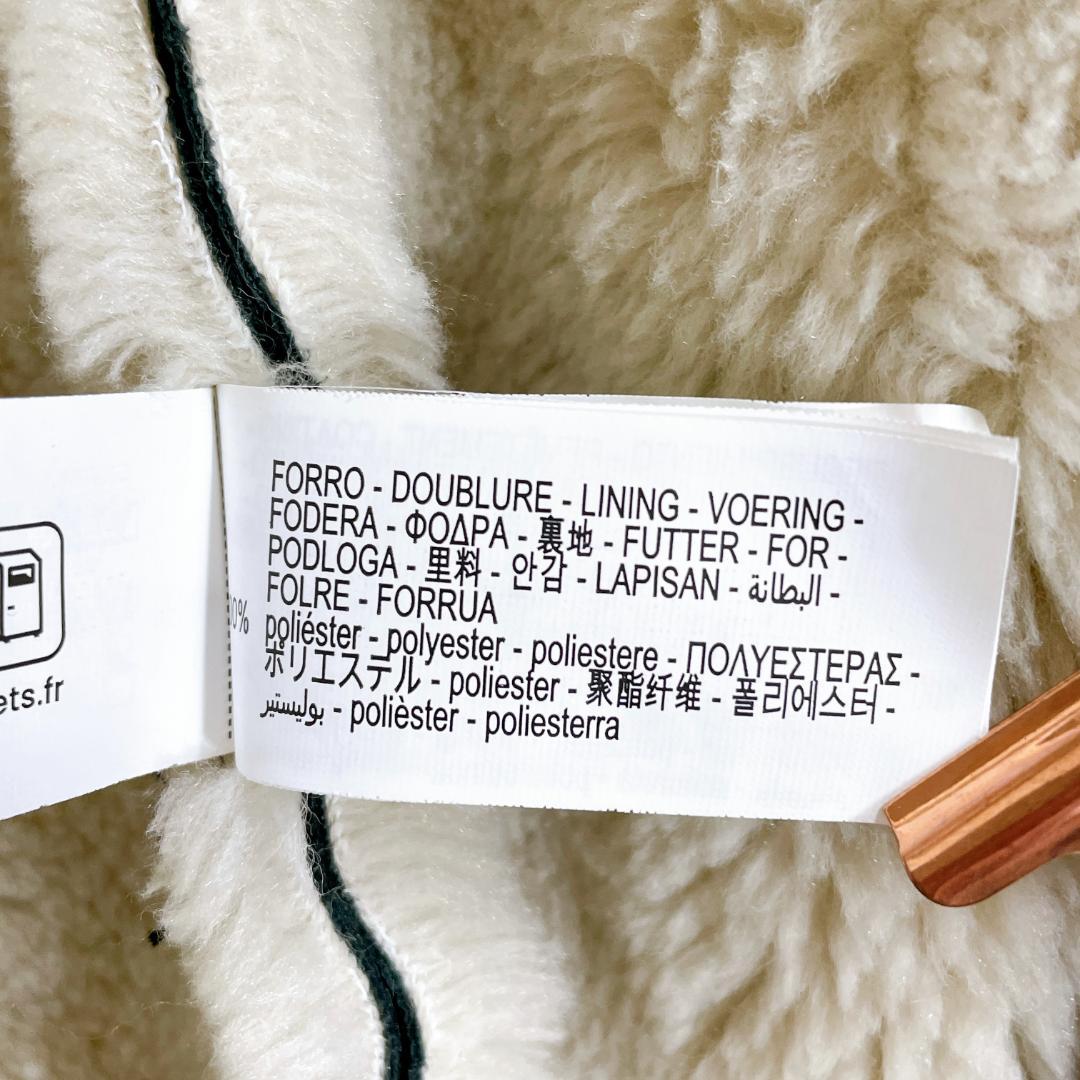 FORRO - DOUBLURE - LINING - VOERING -
FODERA - ΦΟΔΡΑ - 裏地 - FUTTER - FOR -
PODLOGA - 里料 - 안감 - LAPISAN - البطانة -
FOLRE - FORRUA
poliéster - polyester - poliestere - ΠΟΛΥΕΣΤΕΡΑΣ -
ポリエステル - poliester - 聚酯纤维 - 폴리에스터 -
بوليستير - polièster - poliesterra
ets.fr